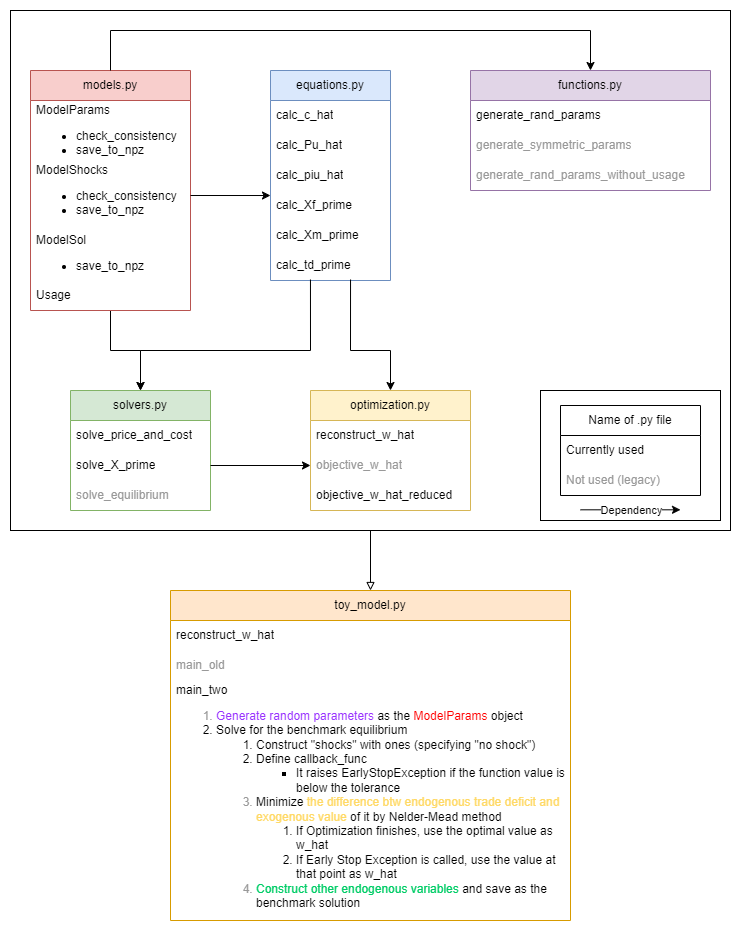 models.py
ModelParams
check_consistency
save_to_npz
ModelShocks
check_consistency
save_to_npz
ModelSol
save_to_npz
Usage
equations.py
calc_c_hat
calc_Pu_hat
calc_piu_hat
calc_Xf_prime
calc_Xm_prime
calc_td_prime
functions.py
generate_rand_params
generate_symmetric_params
generate_rand_params_without_usage
solvers.py
solve_price_and_cost
solve_X_prime
solve_equilibrium
optimization.py
reconstruct_w_hat
objective_w_hat
objective_w_hat_reduced
Name of .py file
Currently used
Not used (legacy)
Dependency
toy_model.py
reconstruct_w_hat
main_old
main_two
1. Generate random parameters as the ModelParams object
2. Solve for the benchmark equilibrium
1. Construct "shocks" with ones (specifying "no shock")
2. Define callback_func
It raises EarlyStopException if the function value is
below the tolerance
3. Minimize the difference btw endogenous trade deficit and
exogenous value of it by Nelder-Mead method
1. If Optimization finishes, use the optimal value as
w_hat
2. If Early Stop Exception is called, use the value at
that point as w_hat
4. Construct other endogenous variables and save as the
benchmark solution